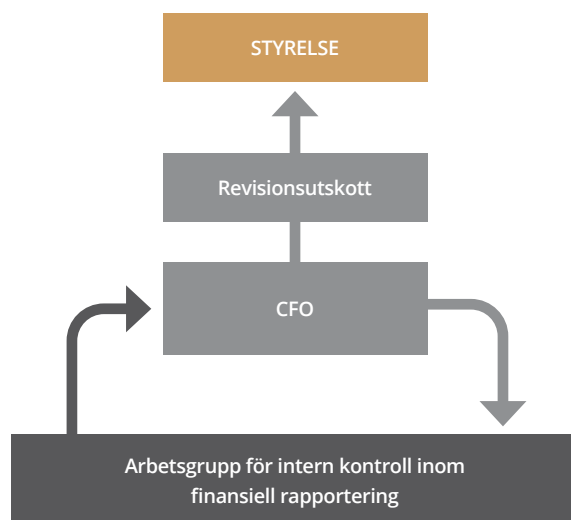 STYRELSE
Revisionsutskott
CFO
Arbetsgrupp för intern kontroll inom
finansiell rapportering